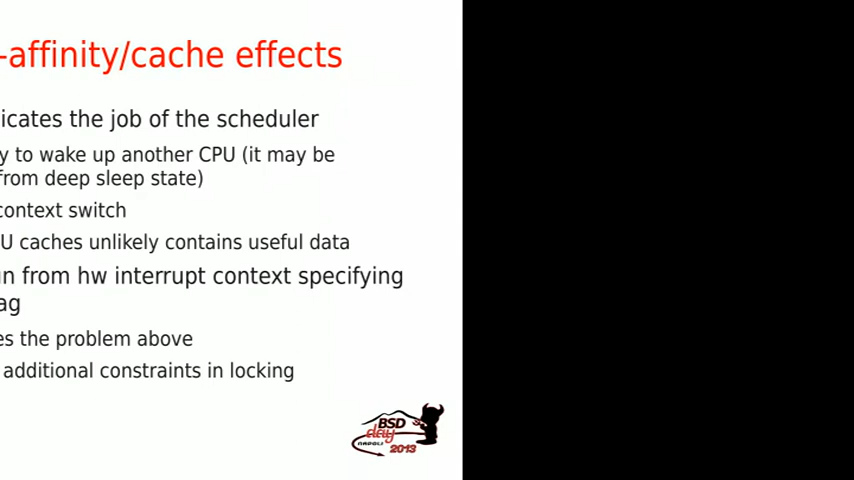 -affinity/cache effects
icates the job of the scheduler
y to wake up another CPU (it may be
from deep sleep state)
context switch
U caches unlikely contains useful data
un from hw interrupt context specifying
ag
es the problem above
additional constraints in locking
BSD
day
NAPOLI
2013